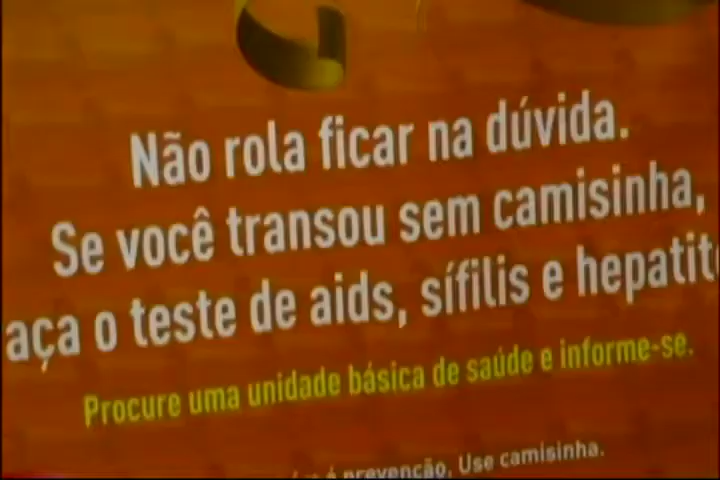 Não rola ficar na dúvida.
Se você transou sem camisinha,
aça o teste de aids, sífilis e hepatit
Procure uma unidade básica de saúde e informe-se.
é prevenção. Use camisinha.